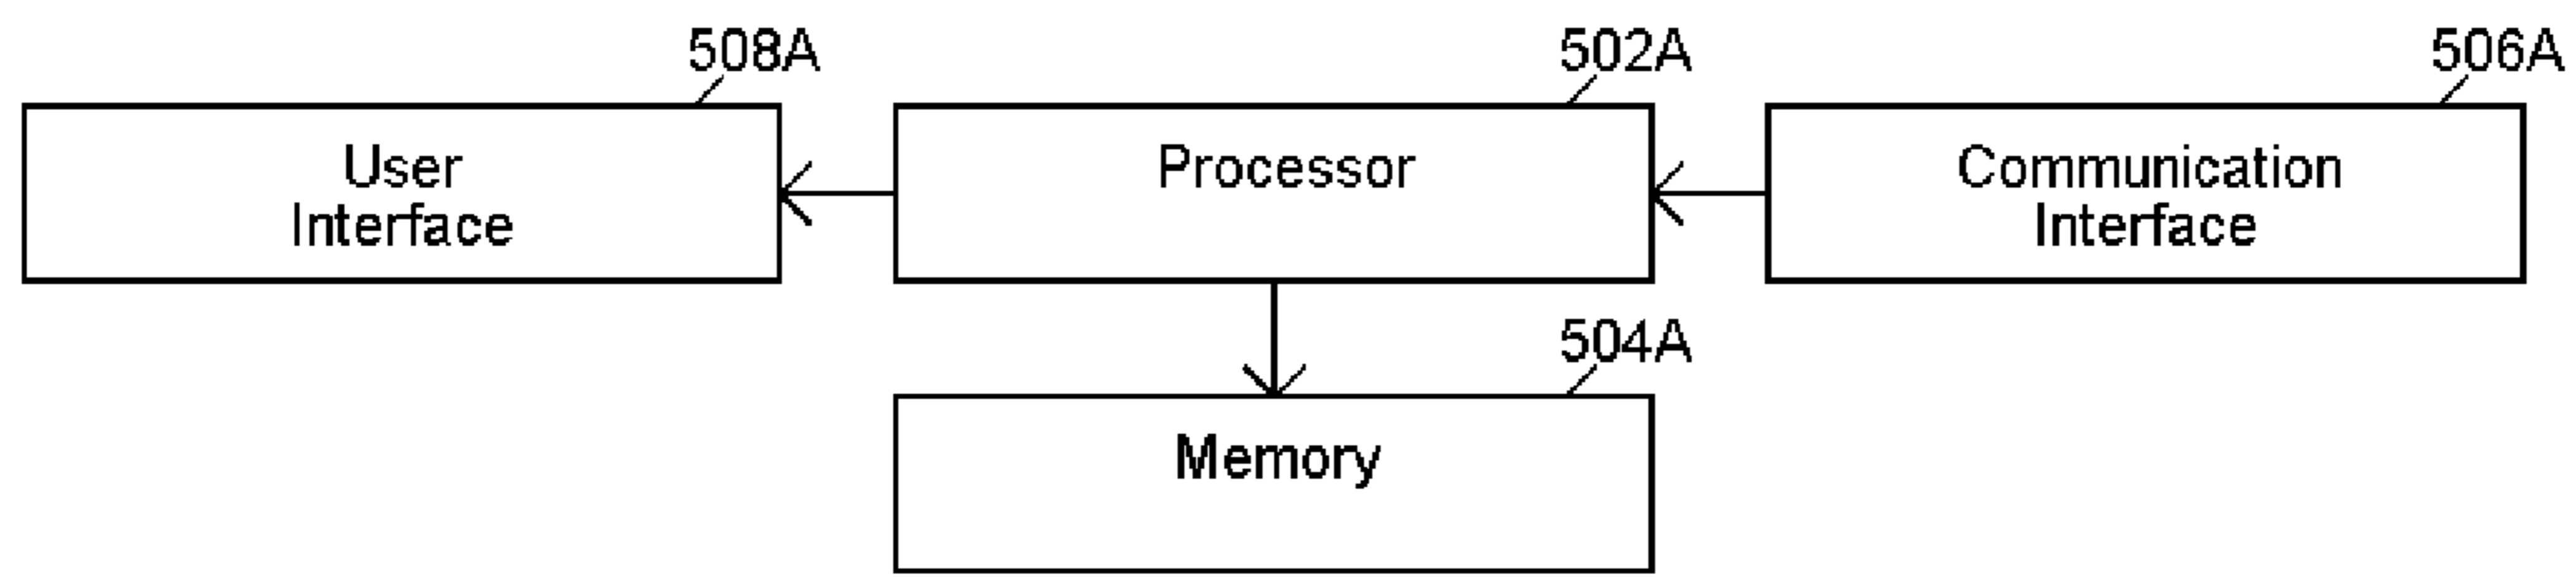 508A
502A
506A
User
Interface
Processor
Communication
Interface
504A
Memory